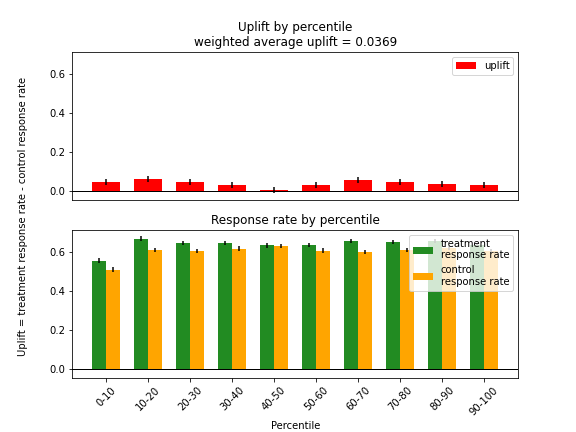 Uplift by percentile
weighted average uplift = 0.0369
uplift
0.6
0.4
0.2
0.0
Uplift = treatment response rate - control response rate
Response rate by percentile
treatment
response rate
control
response rate
0.6
0.4
0.2
0.0
0-10
10-20
20-30
30-40
40-50
50-60
60-70
70-80
80-90
90-100
Percentile